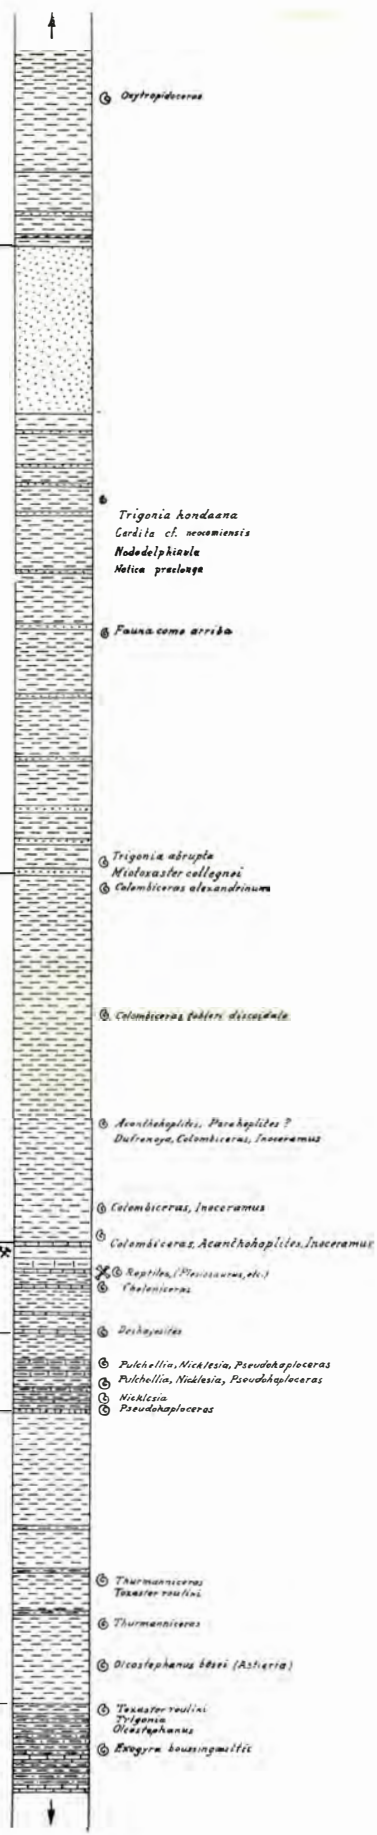 Oxytropidoceras
Trigonia hondaana
Cardita cf. neocomiensis
Nododelphinula
Natica praelonga
Fauna como arriba
Trigonia abrupta
Miotoxaster collegnoi
Colombiceras alexandrinum
Colombiceras tobleri discoidale
Acanthohoplites, Parahoplites ?
Dufrenoya, Colombiceras, Inoceramus
Colombiceras, Inoceramus
Colombiceras, Acanthohoplites, Inoceramus
Reptiles, (Plesiosaurus, etc.)
Cheloniceras
Deshayesites
Pulchellia, Nicklesia, Pseudohaploceras
Pulchellia, Nicklesia, Pseudohaploceras
Nicklesia
Pseudohaploceras
Thurmanniceras
Toxaster roulini
Thurmanniceras
Olcostephanus bösei (Astieria)
Toxaster roulini
Trigonia
Olcostephanus
Exogyra boussingaultii